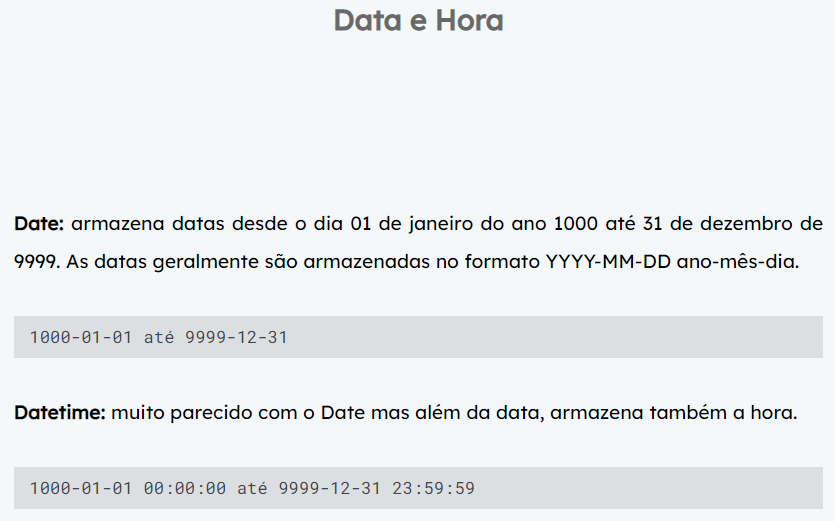 Data e Hora
Date: armazena datas desde o dia 01 de janeiro do ano 1000 até 31 de dezembro de
9999. As datas geralmente são armazenadas no formato YYYY-MM-DD ano-mês-dia.
1000-01-01 até 9999-12-31
Datetime: muito parecido com o Date mas além da data, armazena também a hora.
1000-01-01 00:00:00 até 9999-12-31 23:59:59